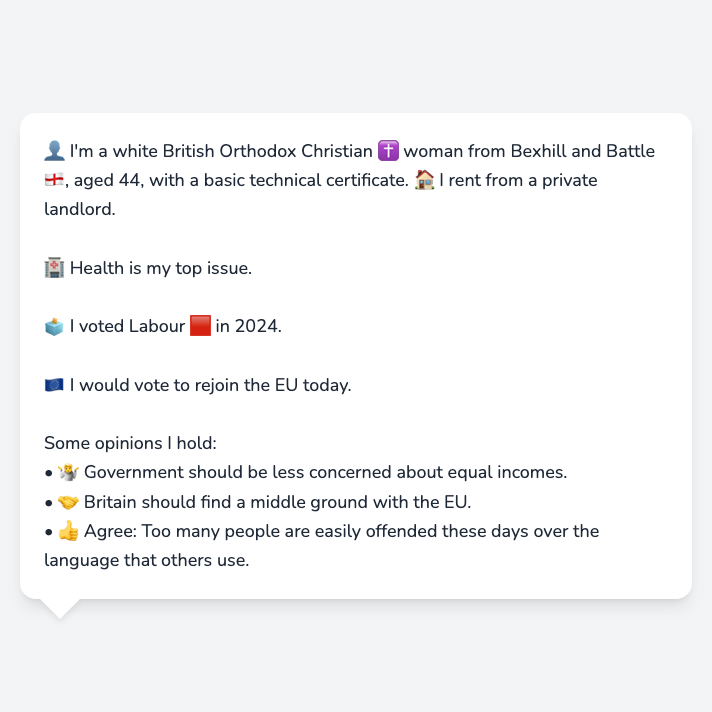 👤 I'm a white British Orthodox Christian ✝️ woman from Bexhill and Battle
🏴󠁧󠁢󠁥󠁮󠁧󠁿, aged 44, with a basic technical certificate. 🏠 I rent from a private
landlord.
🏥 Health is my top issue.
🗳️ I voted Labour 🟥 in 2024.
🇪🇺 I would vote to rejoin the EU today.
Some opinions I hold:
• 🤷 Government should be less concerned about equal incomes.
• 🤝 Britain should find a middle ground with the EU.
• 👍 Agree: Too many people are easily offended these days over the
language that others use.